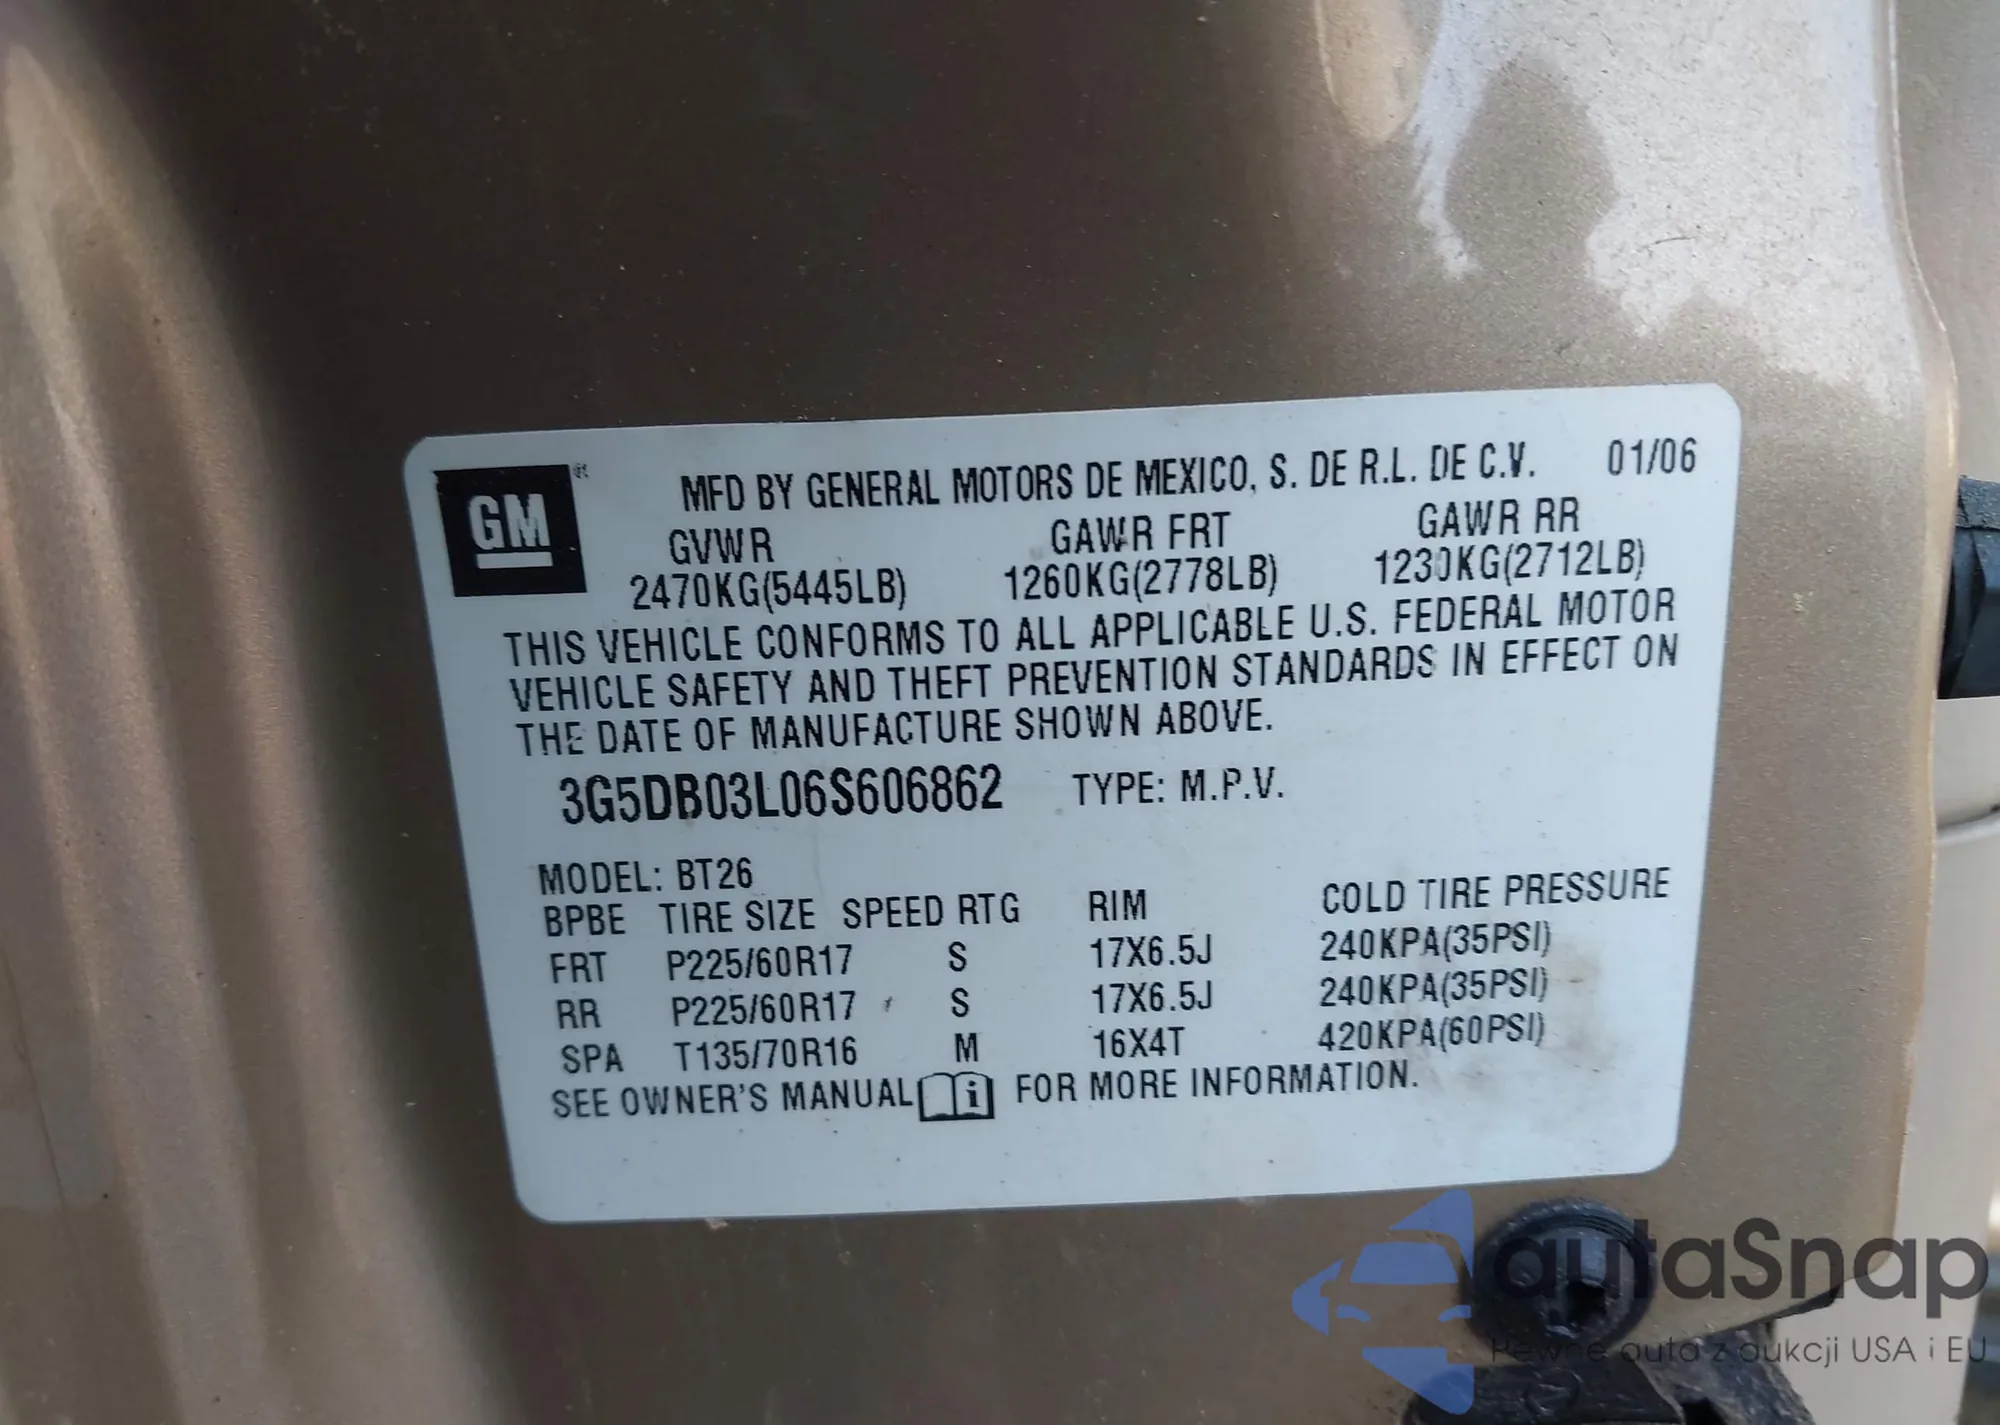 GM
MFD BY GENERAL MOTORS DE MEXICO, S. DE R.L. DE C.V. 01/06
GVWR GAWR FRT GAWR RR
2470KG(5445LB) 1260KG(2778LB) 1230KG(2712LB)
THIS VEHICLE CONFORMS TO ALL APPLICABLE U.S. FEDERAL MOTOR
VEHICLE SAFETY AND THEFT PREVENTION STANDARDS IN EFFECT ON
THE DATE OF MANUFACTURE SHOWN ABOVE.
3G5DB03L06S606862 TYPE: M.P.V.
MODEL: BT26
BPBE TIRE SIZE SPEED RTG RIM COLD TIRE PRESSURE
FRT P225/60R17 S 17X6.5J 240KPA(35PSI)
RR P225/60R17 S 17X6.5J 240KPA(35PSI)
SPA T135/70R16 M 16X4T 420KPA(60PSI)
SEE OWNER'S MANUAL i FOR MORE INFORMATION.
autaSnap
Pewne auta z aukcji USA i EU